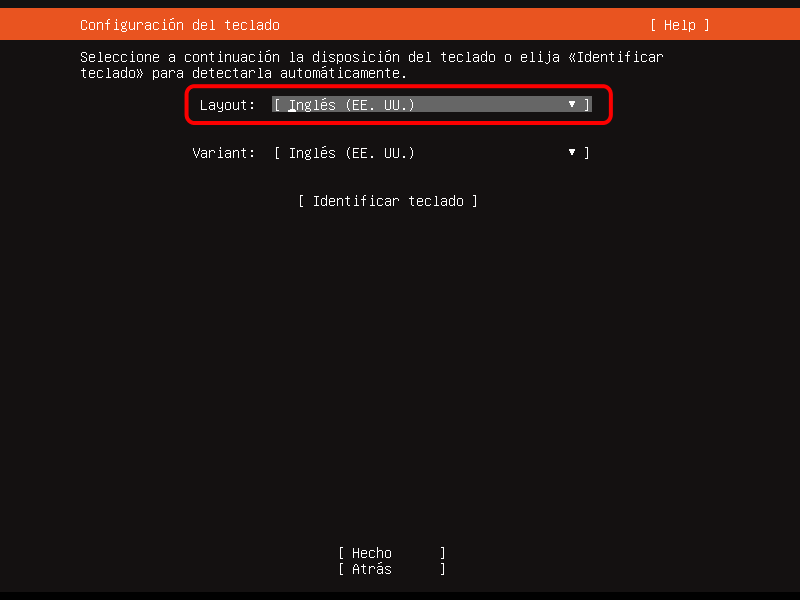 Configuración del teclado [ Help ]
Seleccione a continuación la disposición del teclado o elija «Identificar
teclado» para detectarla automáticamente.
Layout: [ Inglés (EE. UU.) ▼ ]
Variant: [ Inglés (EE. UU.) ▼ ]
[ Identificar teclado ]
[ Hecho ]
[ Atrás ]